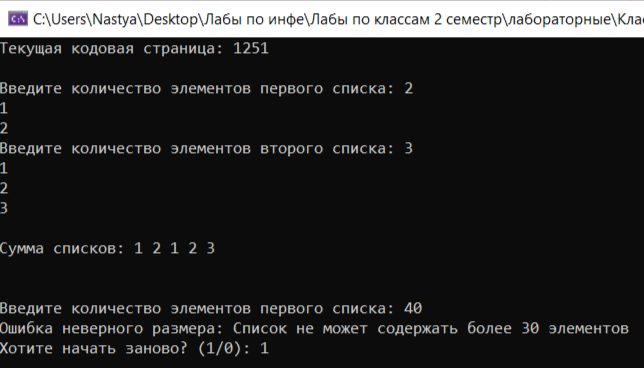 C:\Users\Nastya\Desktop\Лабы по инфе\Лабы по классам 2 семестр\лабораторные\Кла
Текущая кодовая страница: 1251
Введите количество элементов первого списка: 2
1
2
Введите количество элементов второго списка: 3
1
2
3
Сумма списков: 1 2 1 2 3
Введите количество элементов первого списка: 40
Ошибка неверного размера: Список не может содержать более 30 элементов
Хотите начать заново? (1/0): 1